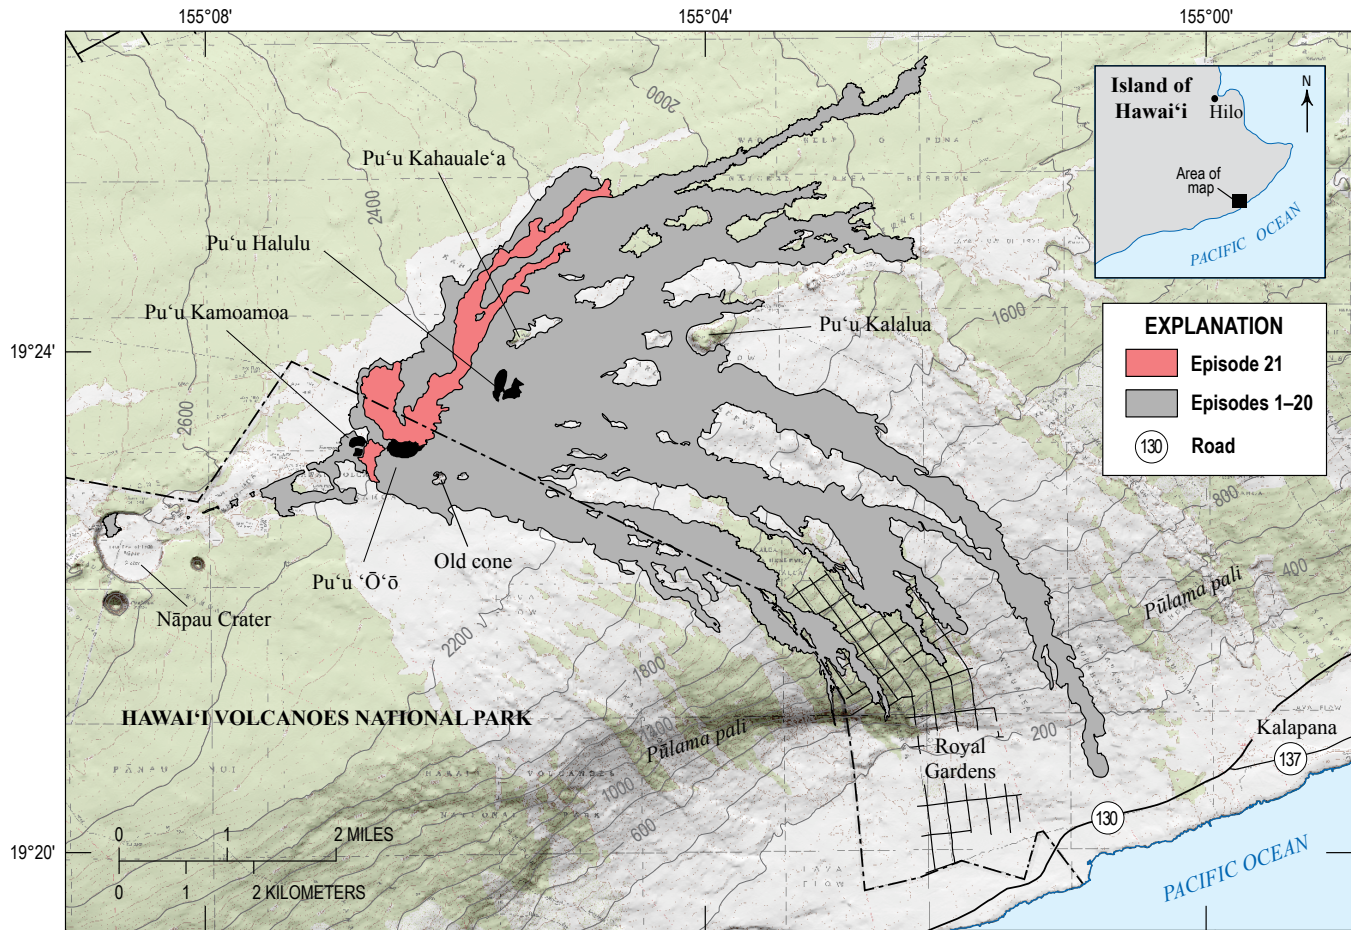 155°08'
155°04'
155°00'
Island of
Hawai‘i
N
Hilo
Area of
map
PACIFIC OCEAN
2000
Pu‘u Kahauale‘a
2400
Pu‘u Halulu
Pu‘u Kamoamoa
Pu‘u Kalalua
1600
EXPLANATION
Episode 21
Episodes 1–20
130
Road
19°24'
2600
800
400
Pūlama pali
Old cone
Pu‘u ‘Ō‘ō
Nāpau Crater
2200
1800
HAWAI‘I VOLCANOES NATIONAL PARK
Pūlama pali
200
Royal
Gardens
Kalapana
137
1000
600
130
0 1 2 MILES
0 1 2 KILOMETERS
19°20'
PACIFIC OCEAN